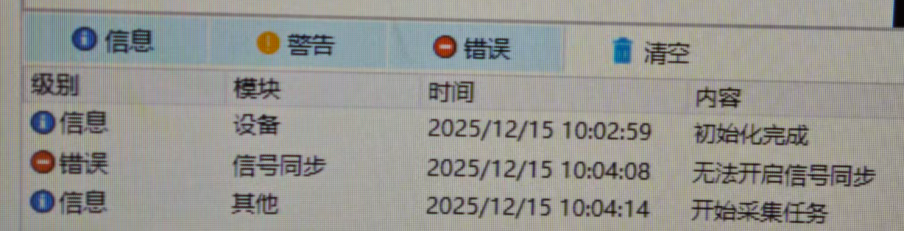 信息 警告 错误 清空
级别 模块 时间 内容
信息 设备 2025/12/15 10:02:59 初始化完成
错误 信号同步 2025/12/15 10:04:08 无法开启信号同步
信息 其他 2025/12/15 10:04:14 开始采集任务